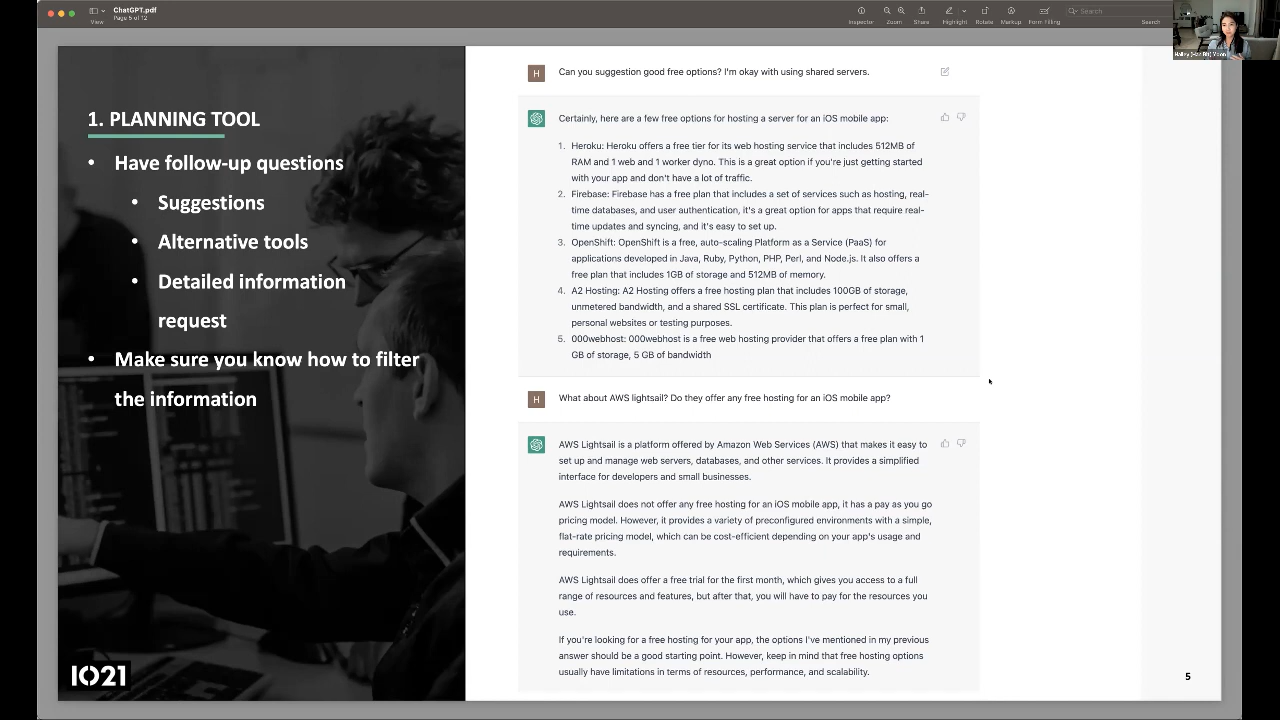 ChatGPT.pdf
Page 5 of 12
View
Inspector
Zoom
Share
Highlight
Rotate
Markup
Form Filling
Search
Search
1. PLANNING TOOL
• Have follow-up questions
• Suggestions
• Alternative tools
• Detailed information
request
• Make sure you know how to filter
the information
1021
H
Can you suggestion good free options? I'm okay with using shared servers.
Certainly, here are a few free options for hosting a server for an iOS mobile app:
1. Heroku: Heroku offers a free tier for its web hosting service that includes 512MB of
RAM and 1 web and 1 worker dyno. This is a great option if you're just getting started
with your app and don't have a lot of traffic.
2. Firebase: Firebase has a free plan that includes a set of services such as hosting, real-
time databases, and user authentication, it's a great option for apps that require real-
time updates and syncing, and it's easy to set up.
3. OpenShift: OpenShift is a free, auto-scaling Platform as a Service (PaaS) for
applications developed in Java, Ruby, Python, PHP, Perl, and Node.js. It also offers a
free plan that includes 1GB of storage and 512MB of memory.
4. A2 Hosting: A2 Hosting offers a free hosting plan that includes 100GB of storage,
unmetered bandwidth, and a shared SSL certificate. This plan is perfect for small,
personal websites or testing purposes.
5. 000webhost: 000webhost is a free web hosting provider that offers a free plan with 1
GB of storage, 5 GB of bandwidth
H
What about AWS lightsail? Do they offer any free hosting for an iOS mobile app?
AWS Lightsail is a platform offered by Amazon Web Services (AWS) that makes it easy to
set up and manage web servers, databases, and other services. It provides a simplified
interface for developers and small businesses.
AWS Lightsail does not offer any free hosting for an iOS mobile app, it has a pay as you go
pricing model. However, it provides a variety of preconfigured environments with a simple,
flat-rate pricing model, which can be cost-efficient depending on your app's usage and
requirements.
AWS Lightsail does offer a free trial for the first month, which gives you access to a full
range of resources and features, but after that, you will have to pay for the resources you
use.
If you're looking for a free hosting for your app, the options I've mentioned in my previous
answer should be a good starting point. However, keep in mind that free hosting options
usually have limitations in terms of resources, performance, and scalability.
5